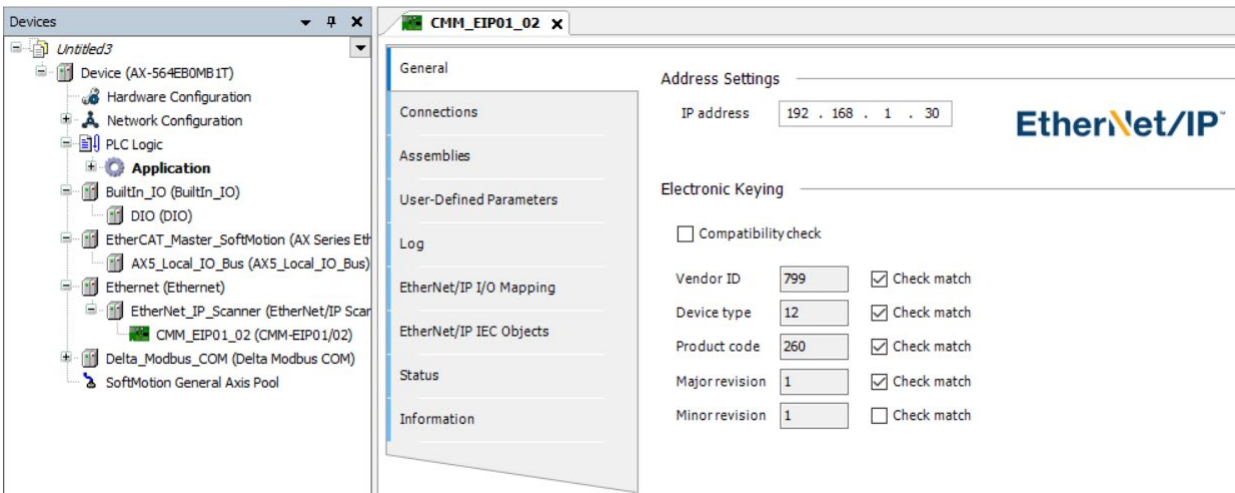 Devices
Untitled3
Device (AX-564EB0MB1T)
Hardware Configuration
Network Configuration
PLC Logic
Application
BuiltIn_IO (BuiltIn_IO)
DIO (DIO)
EtherCAT_Master_SoftMotion (AX Series Eth
AX5_Local_IO_Bus (AX5_Local_IO_Bus)
Ethernet (Ethernet)
EtherNet_IP_Scanner (EtherNet/IP Scar
CMM_EIP01_02 (CMM-EIP01/02)
Delta_Modbus_COM (Delta Modbus COM)
SoftMotion General Axis Pool
CMM_EIP01_02
General
Connections
Assemblies
User-Defined Parameters
Log
EtherNet/IP I/O Mapping
EtherNet/IP IEC Objects
Status
Information
Address Settings
IP address 192 . 168 . 1 . 30
EtherNet/IP™
Electronic Keying
Compatibility check
Vendor ID 799 Check match
Device type 12 Check match
Product code 260 Check match
Major revision 1 Check match
Minor revision 1 Check match